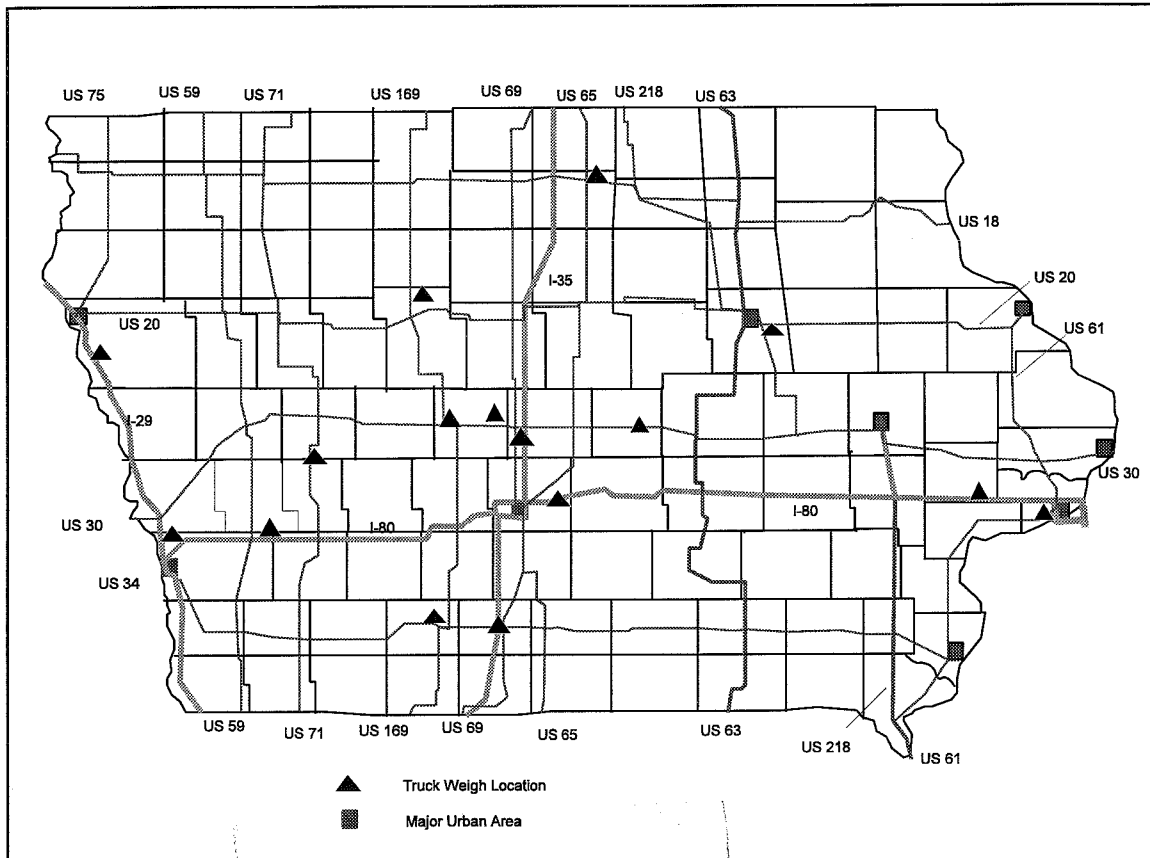 US 75
US 59
US 71
US 169
US 69
US 65
US 218
US 63
US 18
I-35
US 20
US 20
US 61
I-29
US 30
US 30
I-80
I-80
US 34
US 59
US 71
US 169
US 69
US 65
US 63
US 218
US 61
Truck Weigh Location
Major Urban Area